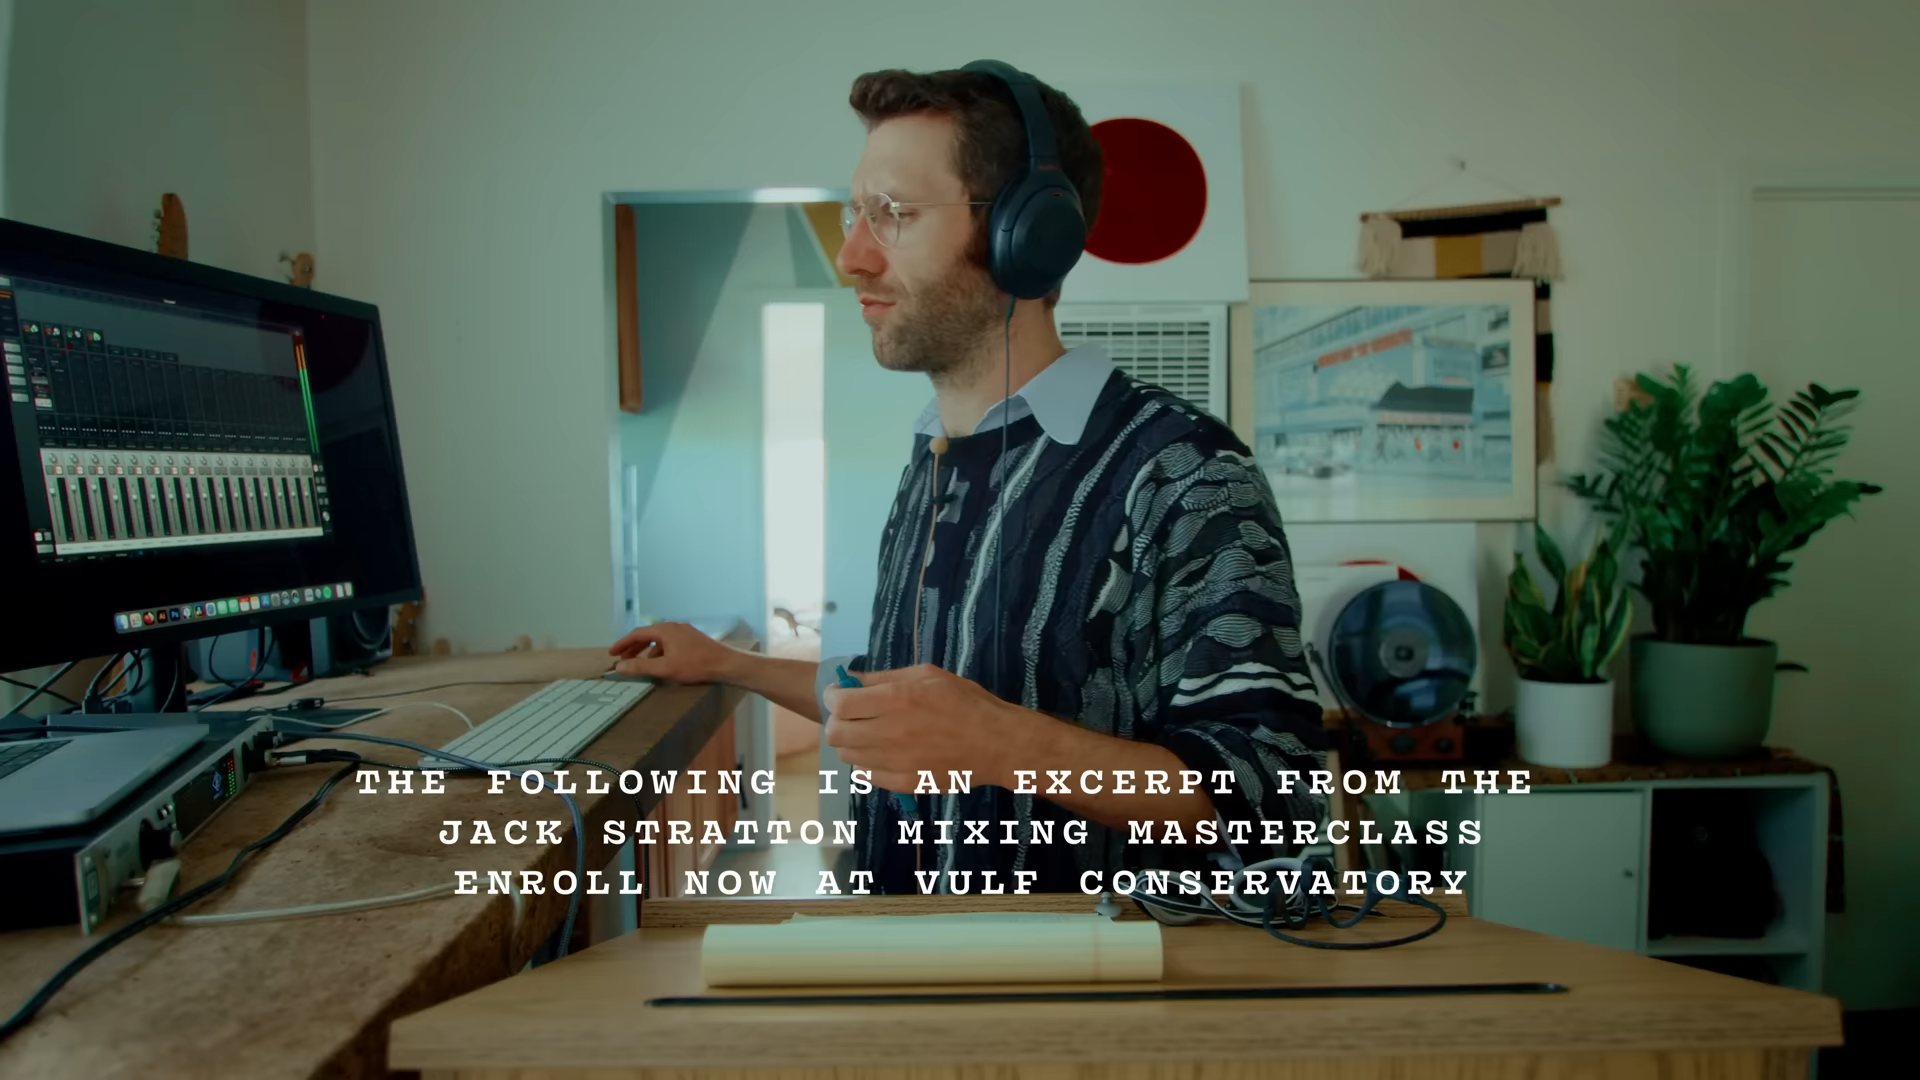 THE FOLLOWING IS AN EXCERPT FROM THE
JACK STRATTON MIXING MASTERCLASS
ENROLL NOW AT VULF CONSERVATORY